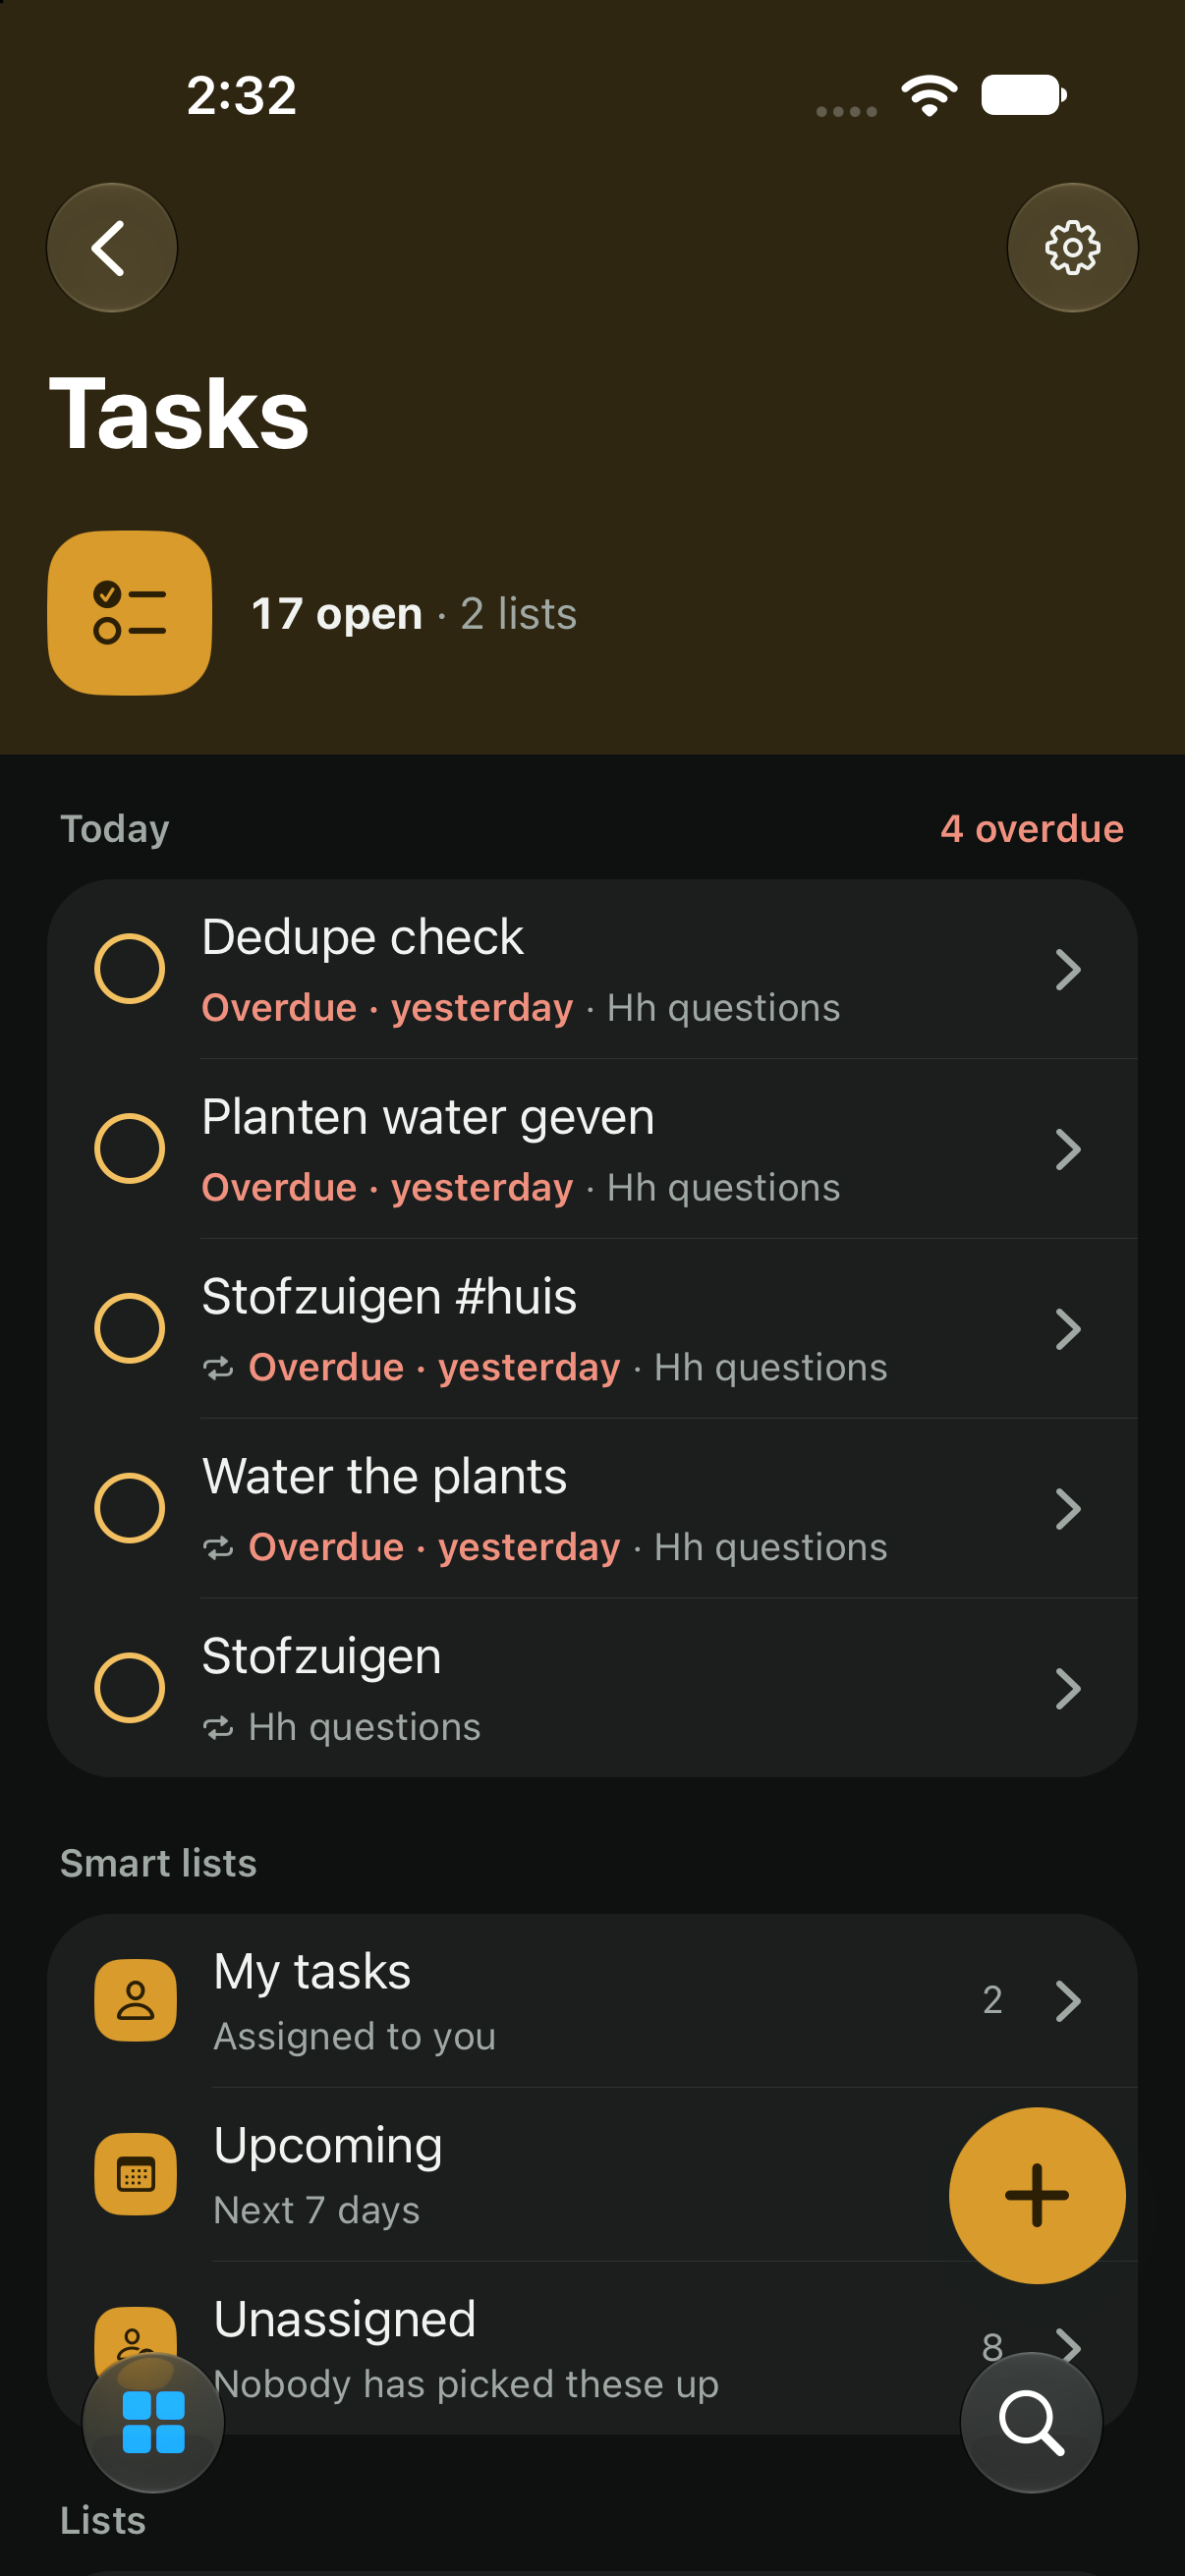 2:32
Tasks
17 open · 2 lists
Today
4 overdue
Dedupe check
Overdue · yesterday · Hh questions
Planten water geven
Overdue · yesterday · Hh questions
Stofzuigen #huis
Overdue · yesterday · Hh questions
Water the plants
Overdue · yesterday · Hh questions
Stofzuigen
Hh questions
Smart lists
My tasks
2
Assigned to you
Upcoming
Next 7 days
Unassigned
8
Nobody has picked these up
Lists